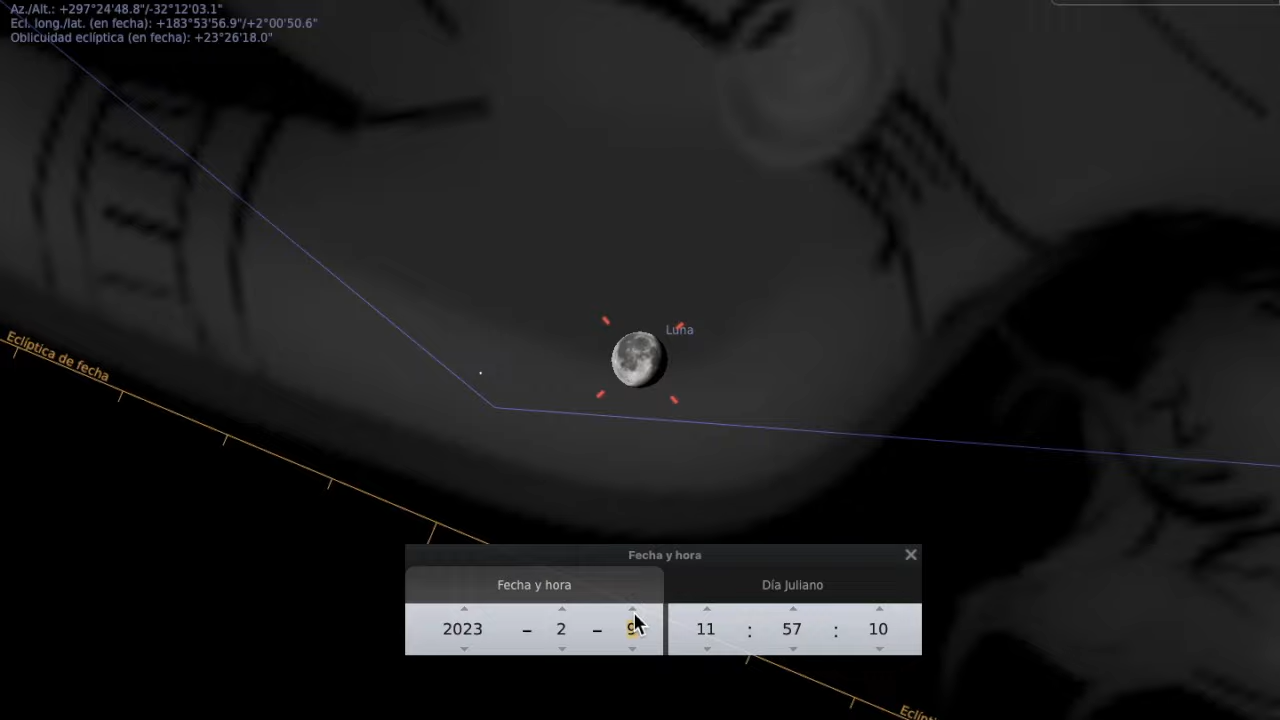 Az./Alt.: +297°24'48.8"/-32°12'03.1"
Ecl. long./lat. (en fecha): +183°53'56.9"/+2°00'50.6"
Oblicuidad eclíptica (en fecha): +23°26'18.0"
Luna
Eclíptica de fecha
Fecha y hora
Fecha y hora Día Juliano
2023 – 2 – 9 11 : 57 : 10